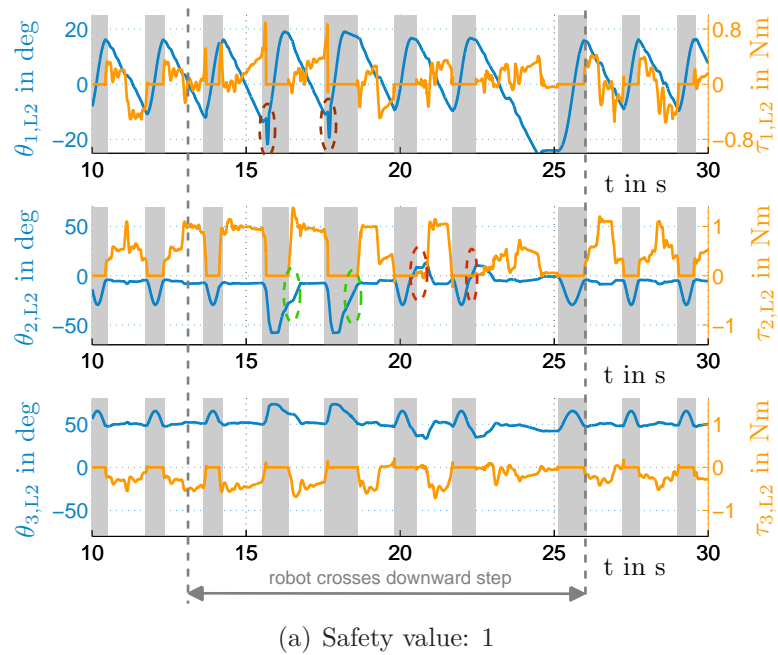 20
0
−20
θ1,L2 in deg
0.8
0
−0.8
τ1,L2 in Nm
10 15 20 25 30
t in s
50
0
−50
θ2,L2 in deg
1
0
−1
τ2,L2 in Nm
10 15 20 25 30
t in s
50
0
−50
θ3,L2 in deg
1
0
−1
τ3,L2 in Nm
10 15 20 25 30
t in s
robot crosses downward step
(a) Safety value: 1